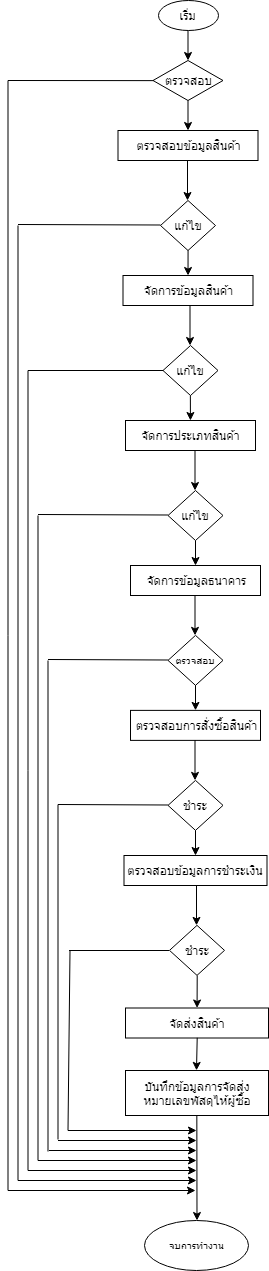 เริ่ม
ตรวจสอบ
ตรวจสอบข้อมูลสินค้า
แก้ไข
จัดการข้อมูลสินค้า
แก้ไข
จัดการประเภทสินค้า
แก้ไข
จัดการข้อมูลธนาคาร
ตรวจสอบ
ตรวจสอบการสั่งซื้อสินค้า
ชำระ
ตรวจสอบข้อมูลการชำระเงิน
ชำระ
จัดส่งสินค้า
บันทึกข้อมูลการจัดส่ง
หมายเลขพัสดุให้ผู้ซื้อ
จบการทำงาน